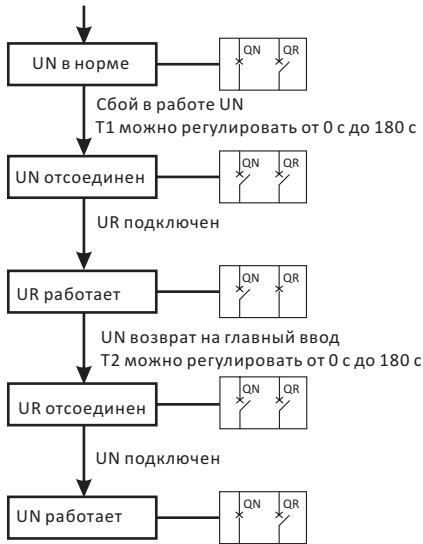 UN в норме
QN QR
Сбой в работе UN
T1 можно регулировать от 0 с до 180 с
UN отсоединен
QN QR
UR подключен
UR работает
QN QR
UN возврат на главный ввод
T2 можно регулировать от 0 с до 180 с
UR отсоединен
QN QR
UN подключен
UN работает
QN QR